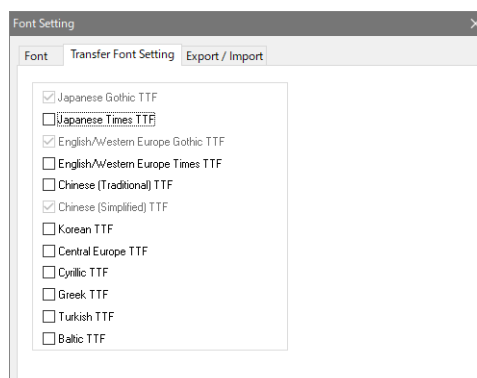 Font Setting
Font Transfer Font Setting Export / Import
Japanese Gothic TTF
Japanese Times TTF
English/Western Europe Gothic TTF
English/Western Europe Times TTF
Chinese (Traditional) TTF
Chinese (Simplified) TTF
Korean TTF
Central Europe TTF
Cyrillic TTF
Greek TTF
Turkish TTF
Baltic TTF